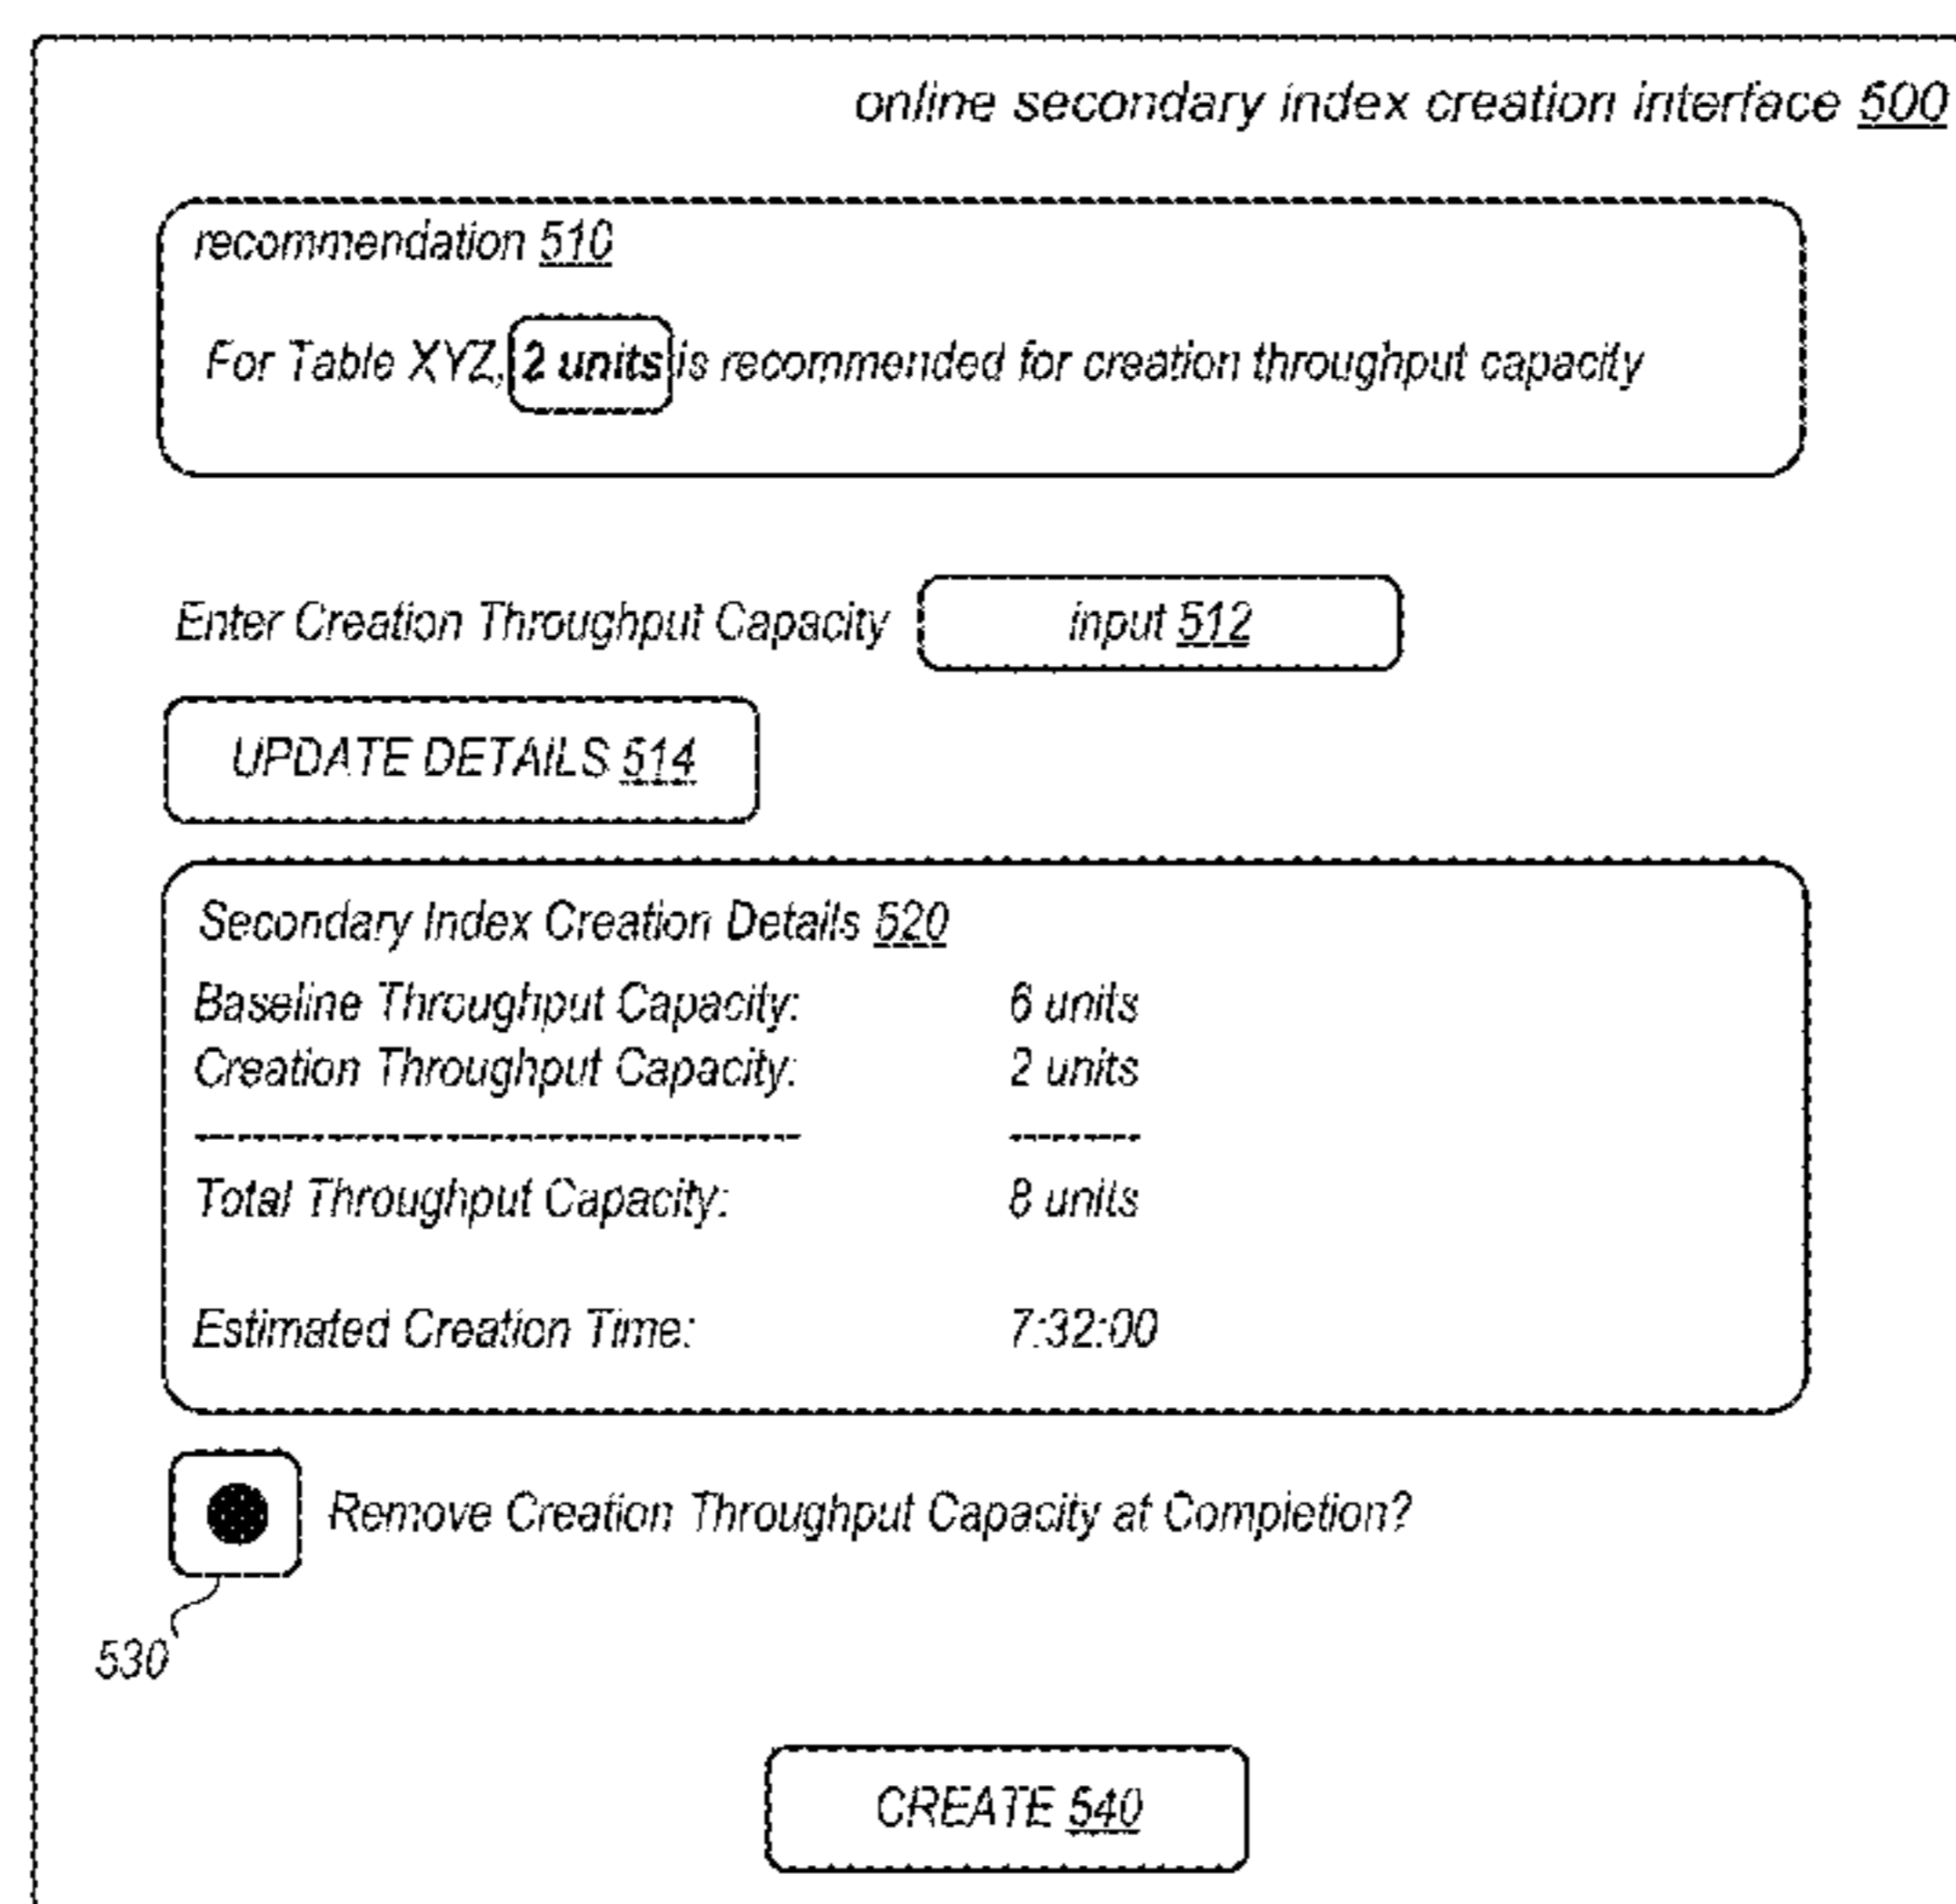 online secondary index creation interface 500
recommendation 510
For Table XYZ, 2 units is recommended for creation throughput capacity
Enter Creation Throughput Capacity input 512
UPDATE DETAILS 514
Secondary Index Creation Details 520
Baseline Throughput Capacity: 6 units
Creation Throughput Capacity: 2 units
Total Throughput Capacity: 8 units
Estimated Creation Time: 7:32:00
Remove Creation Throughput Capacity at Completion?
530
CREATE 540